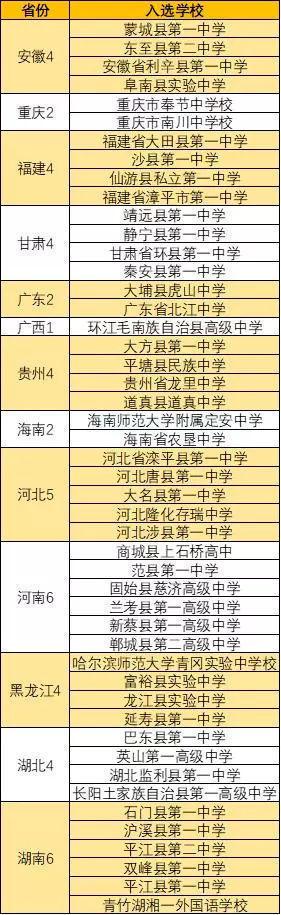 省份 入选学校
安徽4
蒙城县第一中学
东至县第二中学
安徽省利辛县第一中学
阜南县实验中学
重庆2
重庆市奉节中学校
重庆市南川中学校
福建4
福建省大田县第一中学
沙县第一中学
仙游县私立第一中学
福建省漳平市第一中学
甘肃4
靖远县第一中学
静宁县第一中学
甘肃省环县第一中学
秦安县第一中学
广东2
大埔县虎山中学
广东省北江中学
广西1
环江毛南族自治县高级中学
贵州4
大方县第一中学
平塘县民族中学
贵州省龙里中学
道真县道真中学
海南2
海南师范大学附属定安中学
海南省农垦中学
河北5
河北省滦平县第一中学
河北唐县第一中学
大名县第一中学
河北隆化存瑞中学
河北涉县第一中学
河南6
商城县上石桥高中
范县第一中学
固始县慈济高级中学
兰考县第一高级中学
新蔡县第一高级中学
郸城县第二高级中学
黑龙江4
哈尔滨师范大学青冈实验中学校
富裕县实验中学
龙江县实验中学
延寿县第一中学
湖北4
巴东县第一中学
英山第一高级中学
湖北监利县第一中学
长阳土家族自治县第一高级中学
湖南6
石门县第一中学
泸溪县第一中学
平江县第二中学
双峰县第一中学
平江县第一中学
青竹湖湘一外国语学校